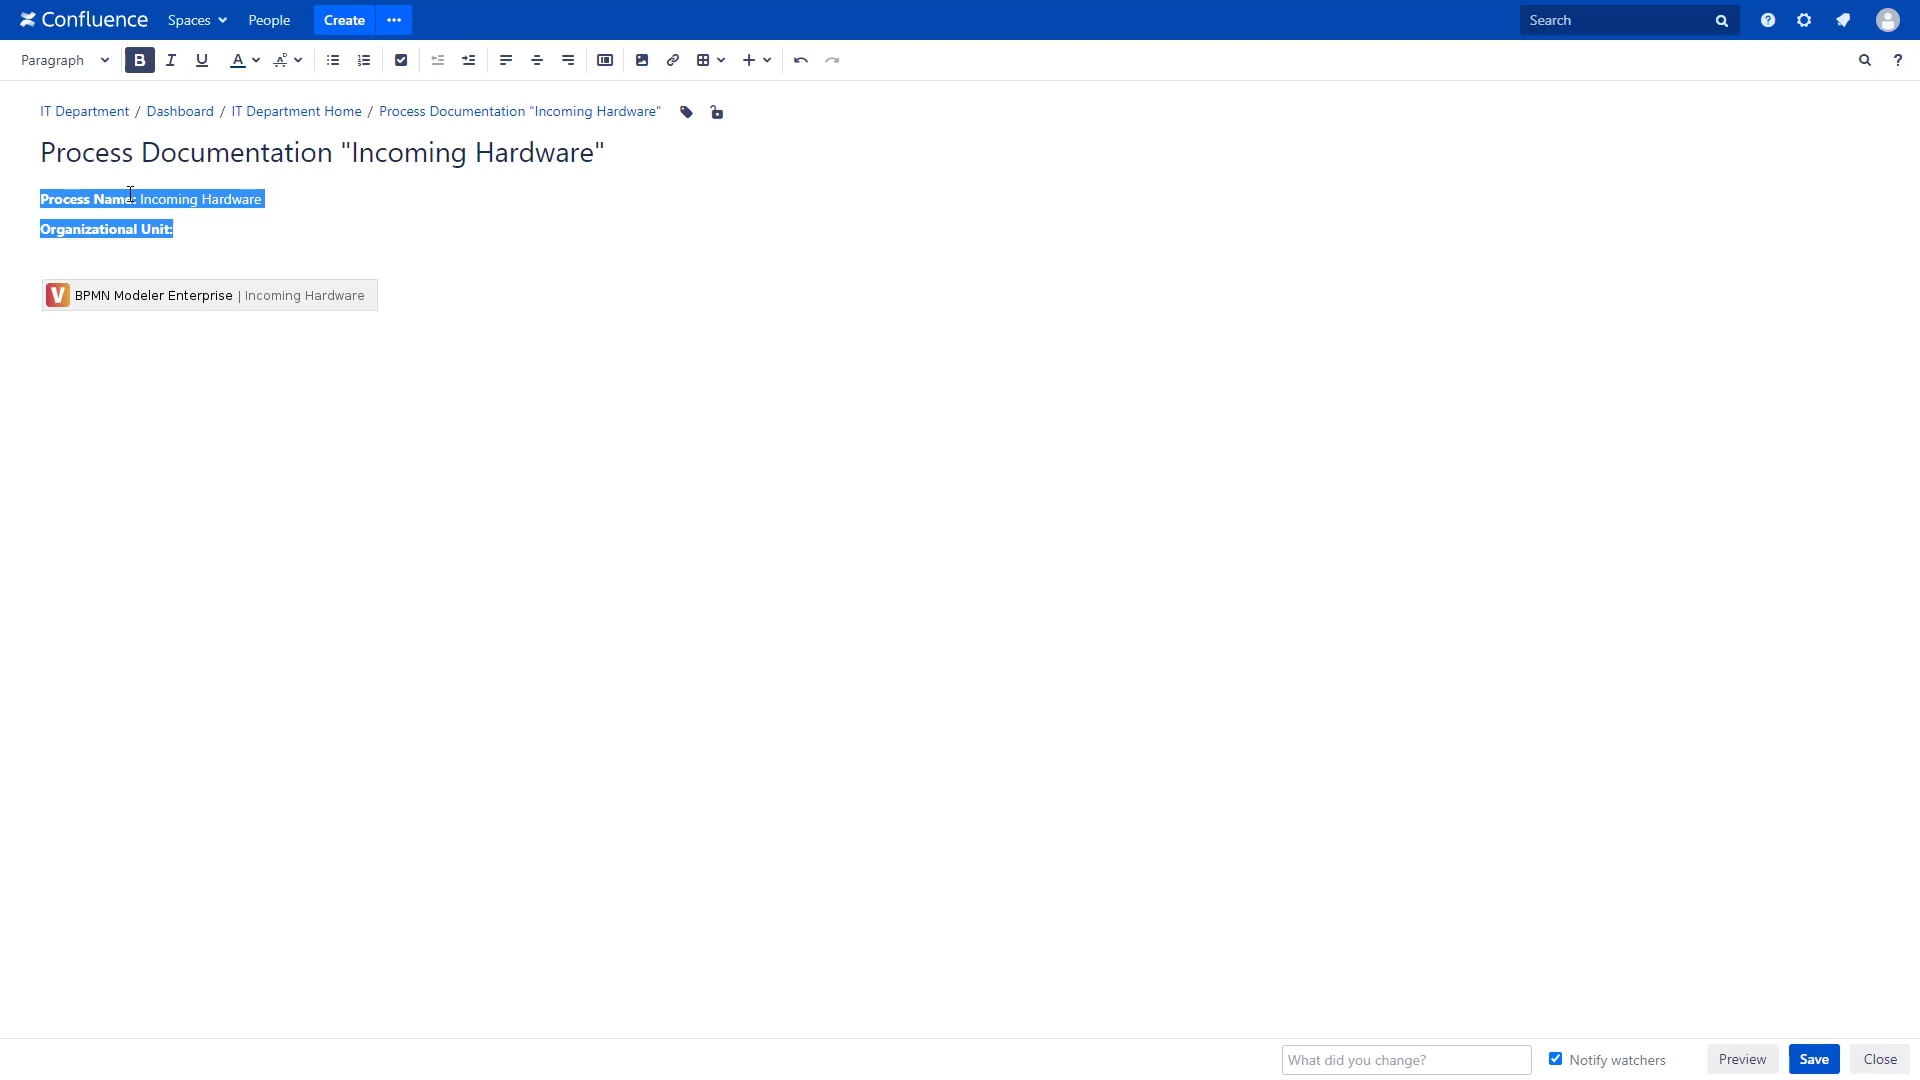 Confluence Spaces People Create ••• Search
Paragraph B I U A
IT Department / Dashboard / IT Department Home / Process Documentation "Incoming Hardware"
Process Documentation "Incoming Hardware"
Process Name: Incoming Hardware
Organizational Unit:
V BPMN Modeler Enterprise | Incoming Hardware
What did you change? Notify watchers Preview Save Close